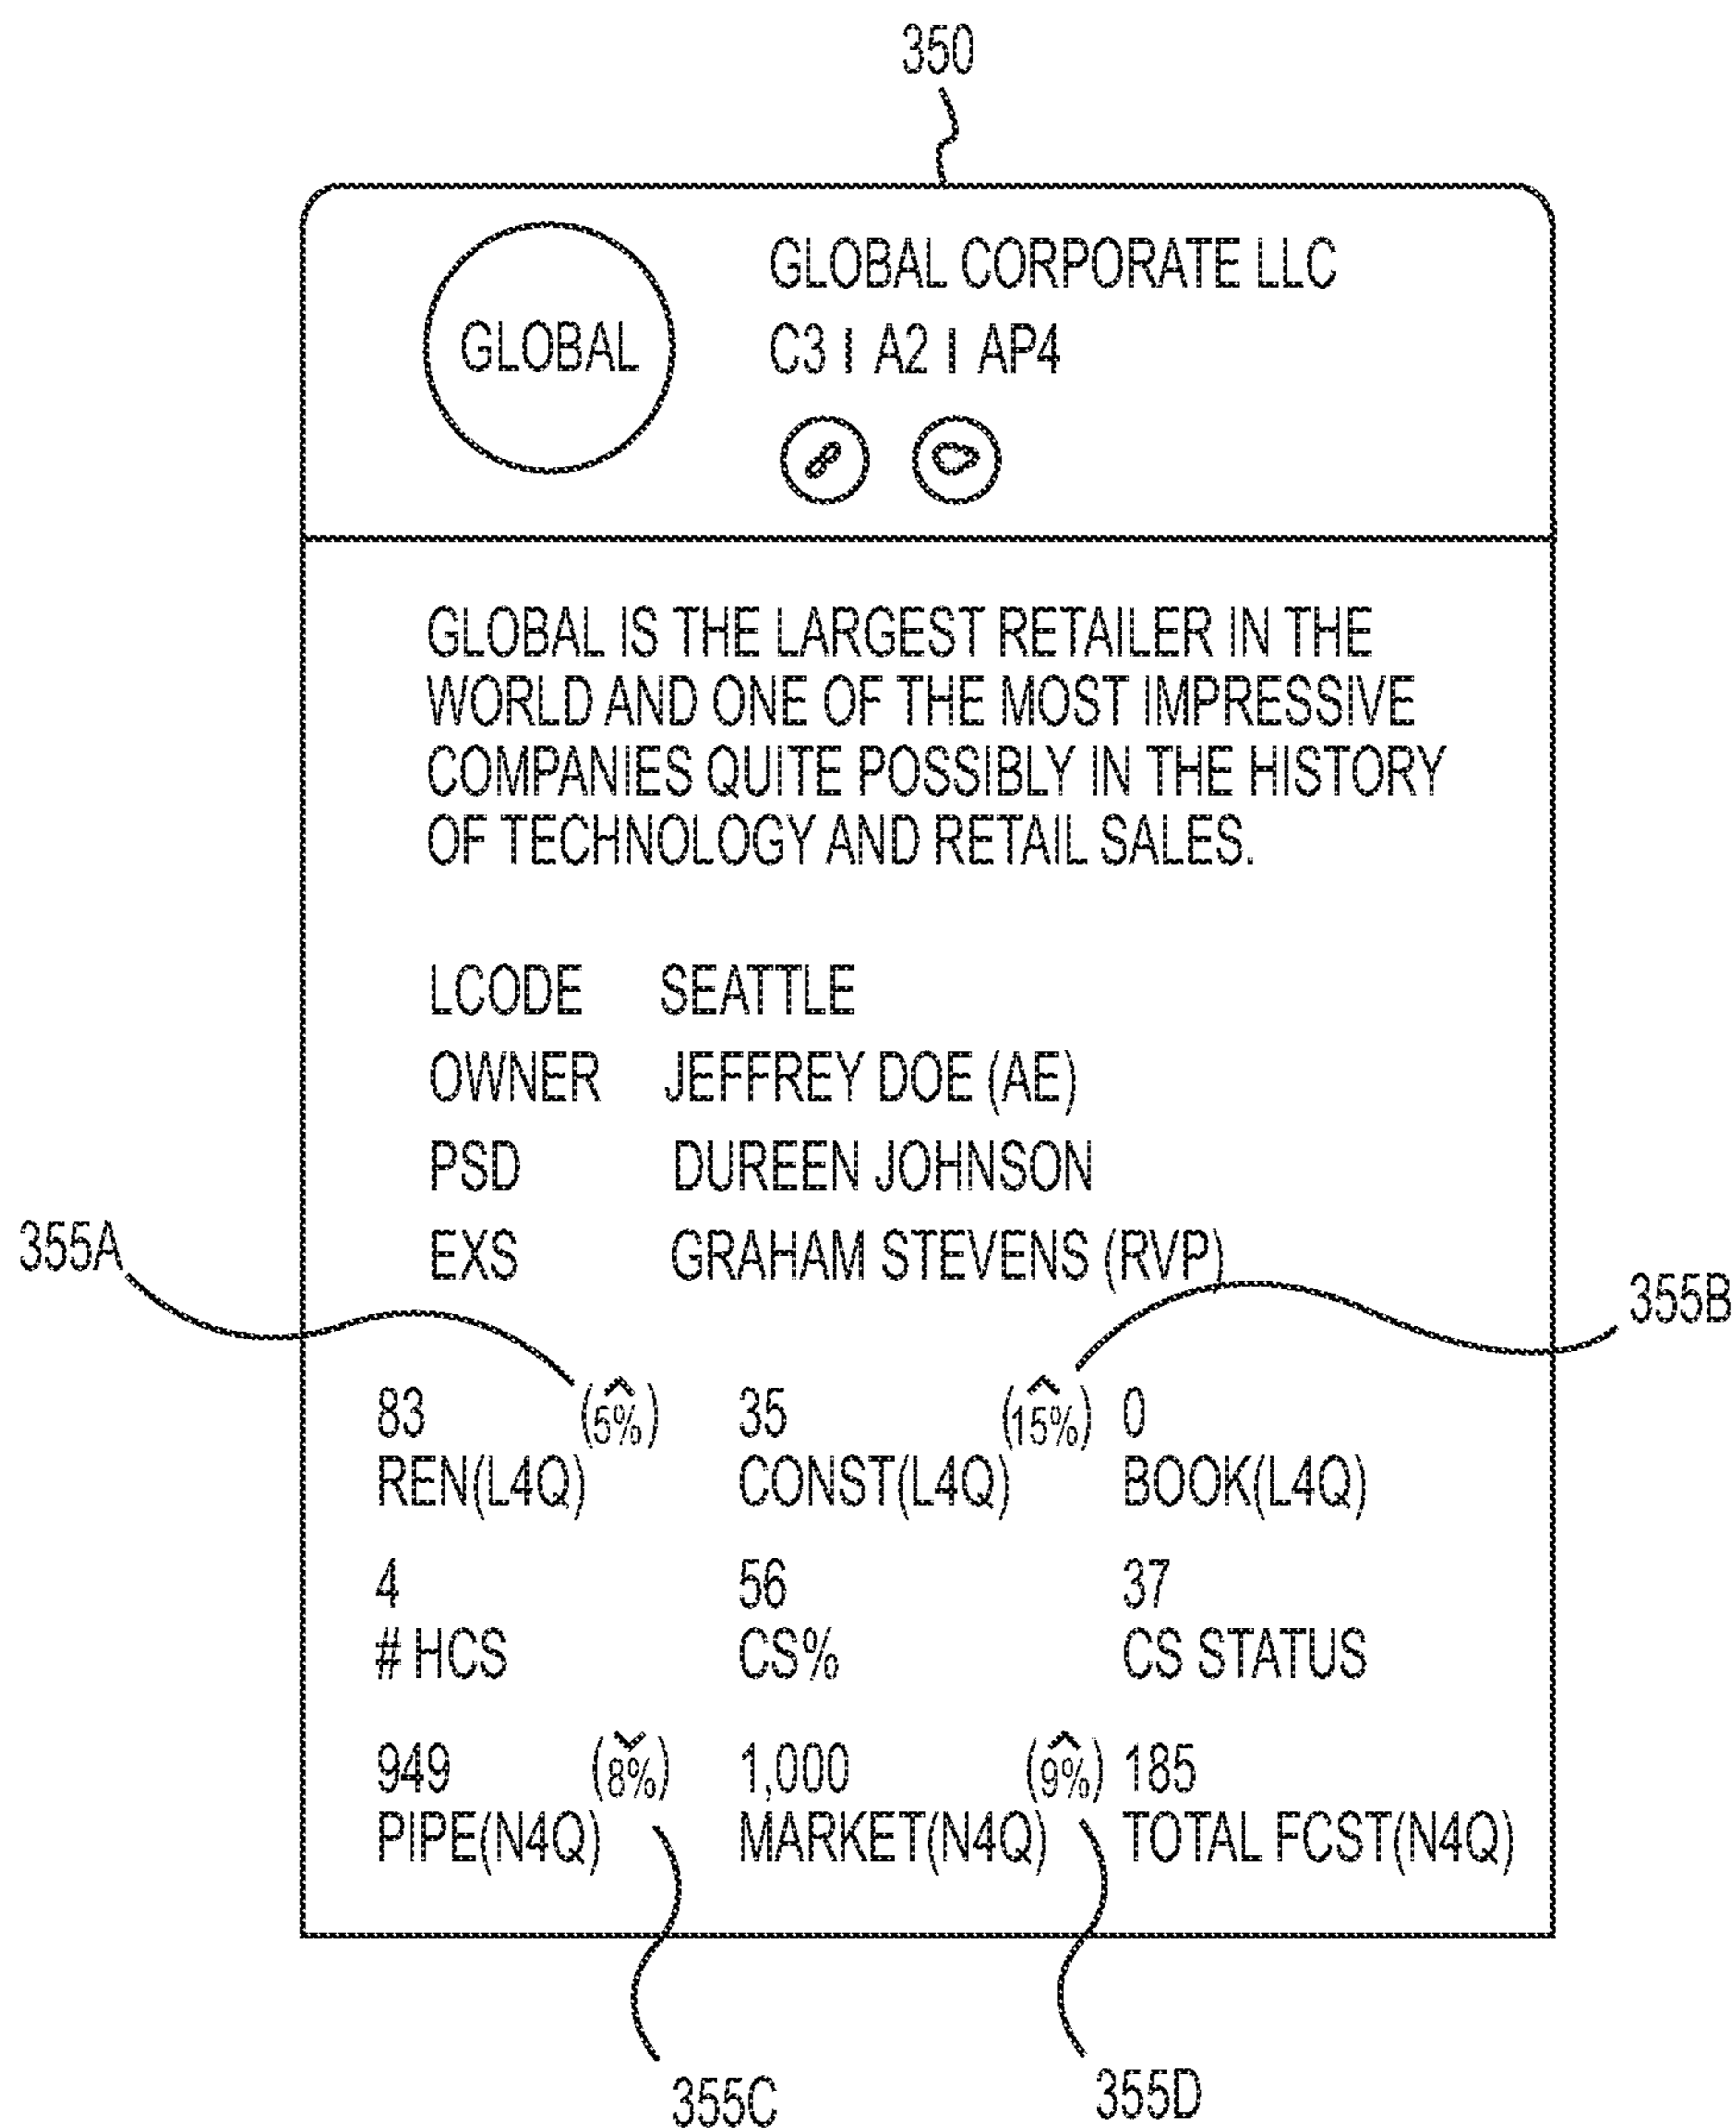 350
GLOBAL
GLOBAL CORPORATE LLC
C3 | A2 | AP4
GLOBAL IS THE LARGEST RETAILER IN THE
WORLD AND ONE OF THE MOST IMPRESSIVE
COMPANIES QUITE POSSIBLY IN THE HISTORY
OF TECHNOLOGY AND RETAIL SALES.
LCODE SEATTLE
OWNER JEFFREY DOE (AE)
PSD DUREEN JOHNSON
EXS GRAHAM STEVENS (RVP)
355A
355B
83 (5%) 35 (15%) 0
REN(L4Q) CONST(L4Q) BOOK(L4Q)
4 56 37
# HCS CS% CS STATUS
949 (8%) 1,000 (9%) 185
PIPE(N4Q) MARKET(N4Q) TOTAL FCST(N4Q)
355C 355D